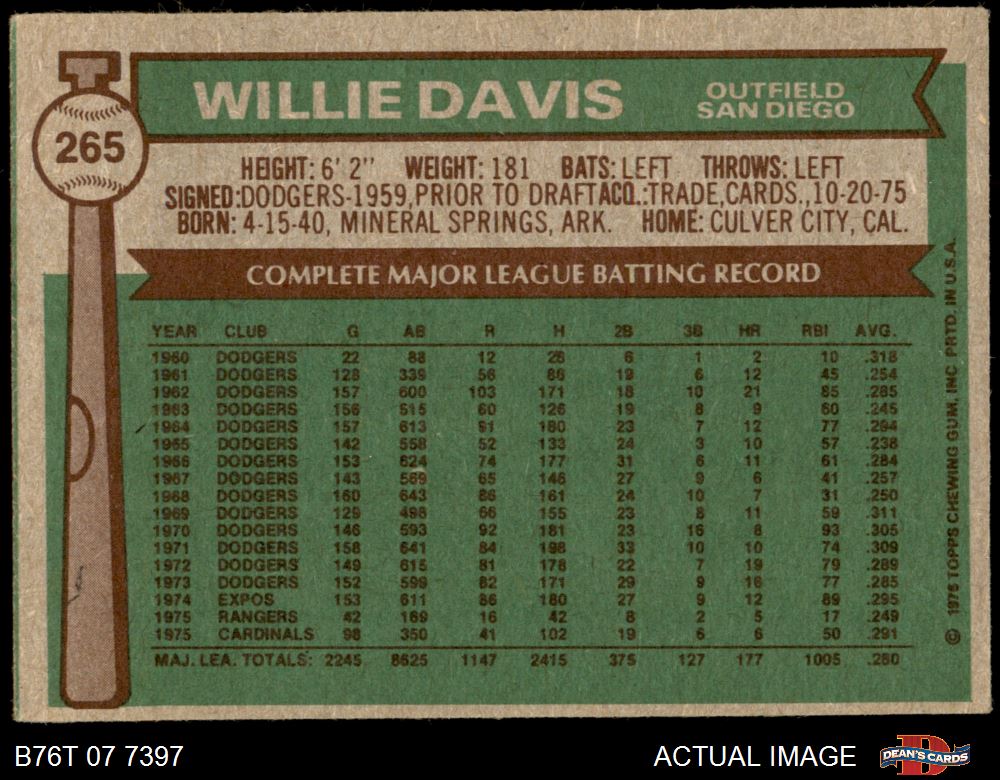 WILLIE DAVIS
OUTFIELD
SAN DIEGO
265
HEIGHT: 6' 2" WEIGHT: 181 BATS: LEFT THROWS: LEFT
SIGNED:DODGERS-1959,PRIOR TO DRAFT ACQ.:TRADE,CARDS.,10-20-75
BORN: 4-15-40, MINERAL SPRINGS, ARK. HOME: CULVER CITY, CAL.
COMPLETE MAJOR LEAGUE BATTING RECORD
YEAR CLUB G AB R H 2B 3B HR RBI AVG.
1960 DODGERS 22 88 12 28 6 1 2 10 .318
1961 DODGERS 128 339 56 86 19 6 12 45 .254
1962 DODGERS 157 600 103 171 18 10 21 85 .285
1963 DODGERS 156 515 60 126 19 8 9 60 .245
1964 DODGERS 157 613 91 180 23 7 12 77 .294
1965 DODGERS 142 558 52 133 24 3 10 57 .238
1966 DODGERS 153 624 74 177 31 6 11 61 .284
1967 DODGERS 143 569 65 146 27 9 6 41 .257
1968 DODGERS 160 643 86 161 24 10 7 31 .250
1969 DODGERS 129 498 66 155 23 8 11 59 .311
1970 DODGERS 146 593 92 181 23 16 8 93 .305
1971 DODGERS 158 641 84 198 33 10 10 74 .309
1972 DODGERS 149 615 81 178 22 7 19 79 .289
1973 DODGERS 152 599 82 171 29 9 16 77 .285
1974 EXPOS 153 611 86 180 27 9 12 89 .295
1975 RANGERS 42 169 16 42 8 2 5 17 .249
1975 CARDINALS 98 350 41 102 19 6 6 50 .291
MAJ. LEA. TOTALS: 2245 8625 1147 2415 375 127 177 1005 .280
© 1976 TOPPS CHEWING GUM, INC PRTD. IN U.S.A.
B76T 07 7397
ACTUAL IMAGE
DEAN'S CARDS